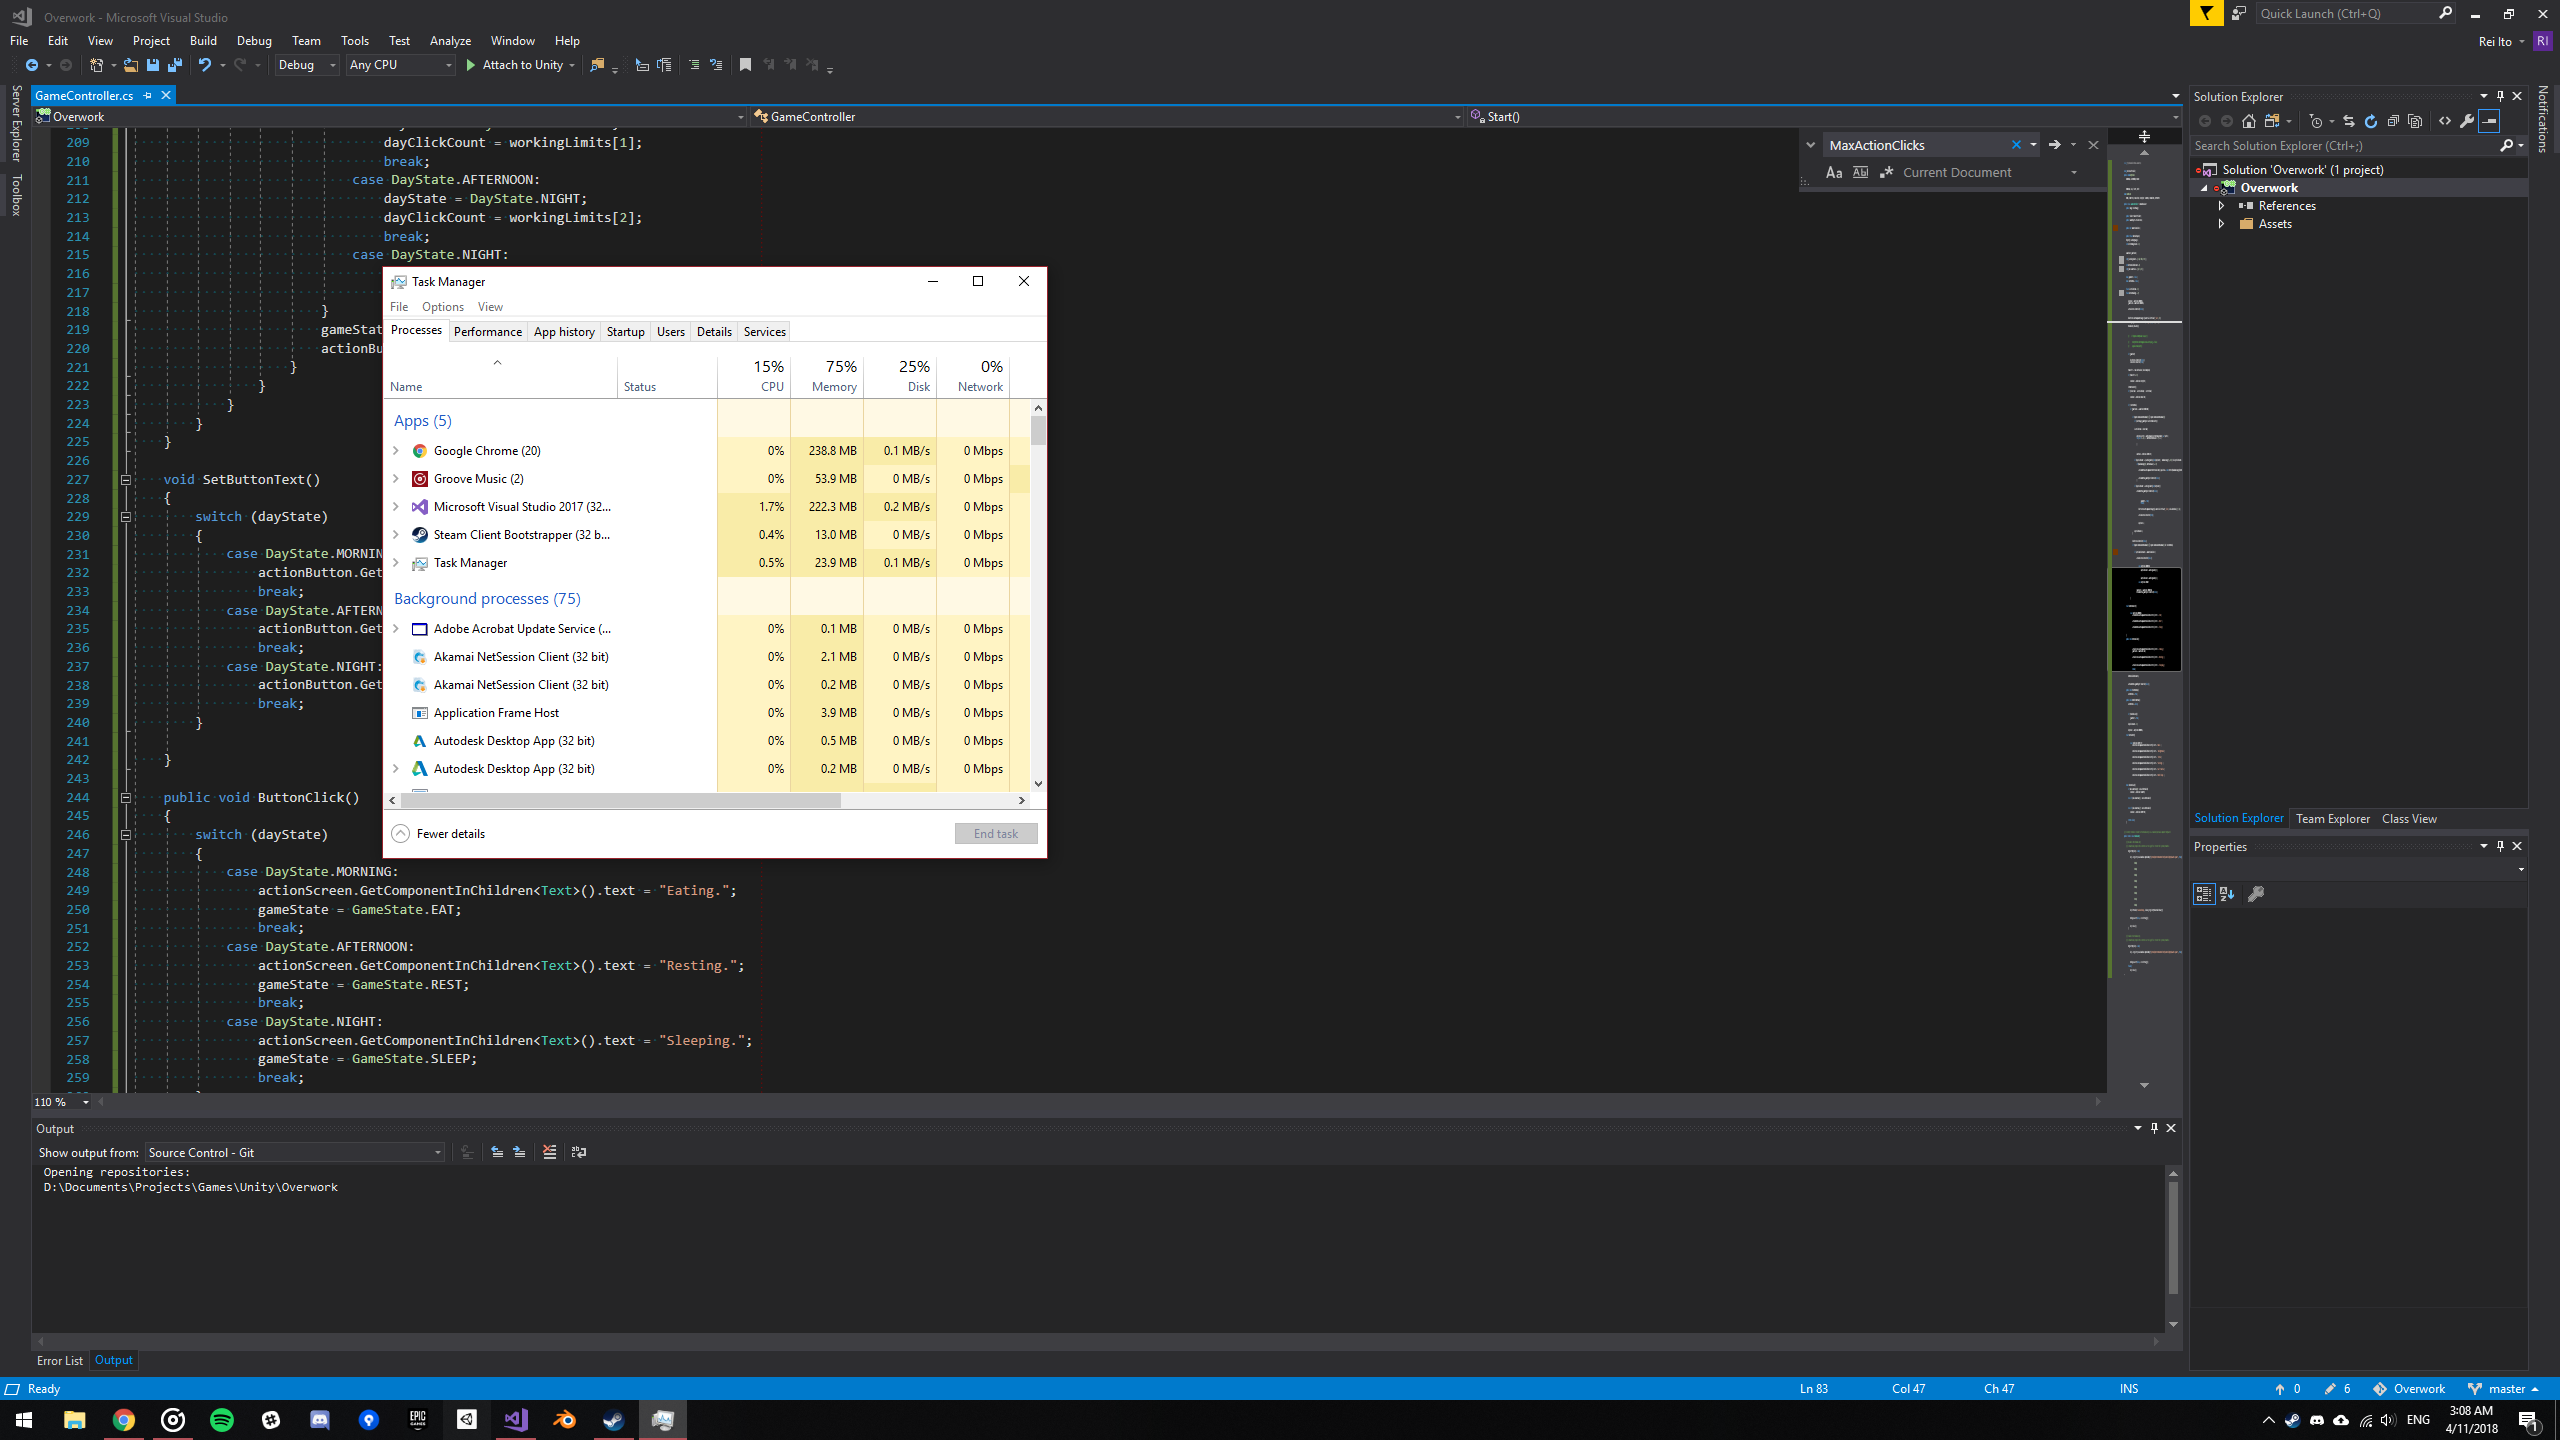 Overwork - Microsoft Visual Studio
Quick Launch (Ctrl+Q)
File Edit View Project Build Debug Team Tools Test Analyze Window Help
Rei Ito RI
Debug Any CPU Attach to Unity
Server Explorer
Toolbox
Notifications
GameController.cs
Overwork GameController Start()
MaxActionClicks
Aa Current Document
209 dayClickCount = workingLimits[1];
210 break;
211 case DayState.AFTERNOON:
212 dayState = DayState.NIGHT;
213 dayClickCount = workingLimits[2];
214 break;
215 case DayState.NIGHT:
216
217
218 }
219 gameStat
220 actionBu
221 }
222 }
223 }
224 }
225 }
226
227 void SetButtonText()
228 {
229 switch (dayState)
230 {
231 case DayState.MORNIN
232 actionButton.Get
233 break;
234 case DayState.AFTERN
235 actionButton.Get
236 break;
237 case DayState.NIGHT:
238 actionButton.Get
239 break;
240 }
241
242 }
243
244 public void ButtonClick()
245 {
246 switch (dayState)
247 {
248 case DayState.MORNING:
249 actionScreen.GetComponentInChildren<Text>().text = "Eating.";
250 gameState = GameState.EAT;
251 break;
252 case DayState.AFTERNOON:
253 actionScreen.GetComponentInChildren<Text>().text = "Resting.";
254 gameState = GameState.REST;
255 break;
256 case DayState.NIGHT:
257 actionScreen.GetComponentInChildren<Text>().text = "Sleeping.";
258 gameState = GameState.SLEEP;
259 break;
110 %
Task Manager
File Options View
Processes Performance App history Startup Users Details Services
15% 75% 25% 0%
Name Status CPU Memory Disk Network
Apps (5)
Google Chrome (20) 0% 238.8 MB 0.1 MB/s 0 Mbps
Groove Music (2) 0% 53.9 MB 0 MB/s 0 Mbps
Microsoft Visual Studio 2017 (32... 1.7% 222.3 MB 0.2 MB/s 0 Mbps
Steam Client Bootstrapper (32 b... 0.4% 13.0 MB 0 MB/s 0 Mbps
Task Manager 0.5% 23.9 MB 0.1 MB/s 0 Mbps
Background processes (75)
Adobe Acrobat Update Service (... 0% 0.1 MB 0 MB/s 0 Mbps
Akamai NetSession Client (32 bit) 0% 2.1 MB 0 MB/s 0 Mbps
Akamai NetSession Client (32 bit) 0% 0.2 MB 0 MB/s 0 Mbps
Application Frame Host 0% 3.9 MB 0 MB/s 0 Mbps
Autodesk Desktop App (32 bit) 0% 0.5 MB 0 MB/s 0 Mbps
Autodesk Desktop App (32 bit) 0% 0.2 MB 0 MB/s 0 Mbps
Fewer details End task
Solution Explorer
Search Solution Explorer (Ctrl+;)
Solution 'Overwork' (1 project)
Overwork
References
Assets
Solution Explorer Team Explorer Class View
Properties
Output
Show output from: Source Control - Git
Opening repositories:
D:\Documents\Projects\Games\Unity\Overwork
Error List Output
Ready Ln 83 Col 47 Ch 47 INS 0 6 Overwork master
EPIC GAMES
ENG 3:08 AM
4/11/2018
1